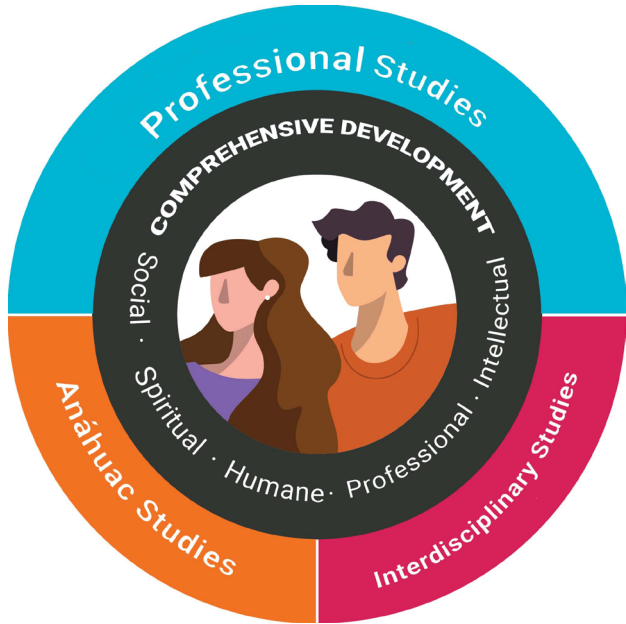 Professional Studies
COMPREHENSIVE DEVELOPMENT
Social · Spiritual · Humane · Professional · Intellectual
Anáhuac Studies
Interdisciplinary Studies